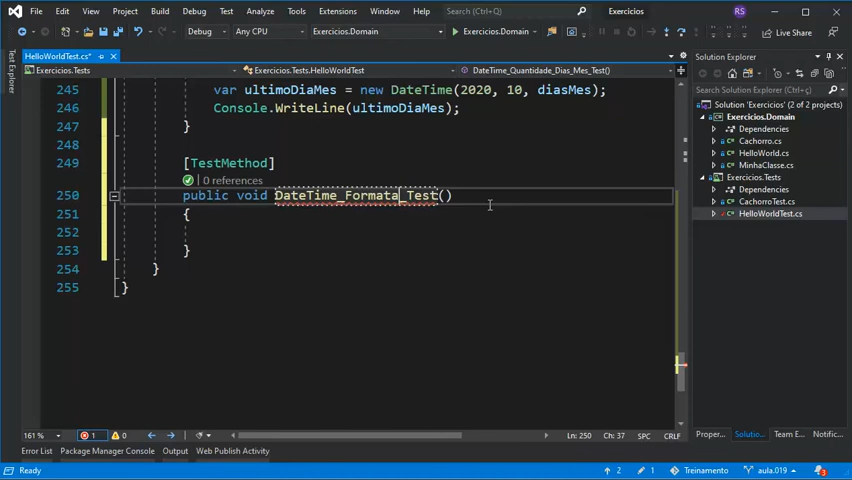 File Edit View Git Project Build Debug Test Analyze Tools Extensions Window Help Search (Ctrl+Ç) Exercicios RS
Debug Any CPU Exercicios.Domain Exercicios.Domain Live Share
Test Explorer
HelloWorldTest.cs*
Exercicios.Tests Exercicios.Tests.HelloWorldTest DateTime_Quantidade_Dias_Mes_Test()
245 var ultimoDiaMes = new DateTime(2020, 10, diasMes);
246 Console.WriteLine(ultimoDiaMes);
247 }
248
249 [TestMethod]
0 references
250 public void DateTime_Formata_Test()
251 {
252
253 }
254 }
255 }
161 % 1 0 Ln: 250 Ch: 37 SPC CRLF
Solution Explorer
Search Solution Explorer (Ctrl+ç)
Solution 'Exercicios' (2 of 2 projects)
Exercicios.Domain
Dependencies
Cachorro.cs
HelloWorld.cs
MinhaClasse.cs
Exercicios.Tests
Dependencies
CachorroTest.cs
HelloWorldTest.cs
Proper... Solutio... Team E... Notific...
Error List Package Manager Console Output Web Publish Activity
Ready 2 1 Treinamento aula.019 3